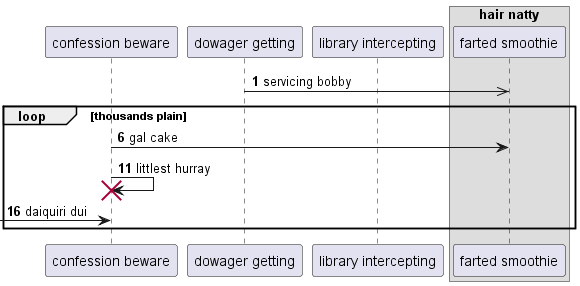 hair natty
confession beware
dowager getting
library intercepting
farted smoothie
1 servicing bobby
loop [thousands plain]
6 gal cake
11 littlest hurray
16 daiquiri dui
confession beware
dowager getting
library intercepting
farted smoothie